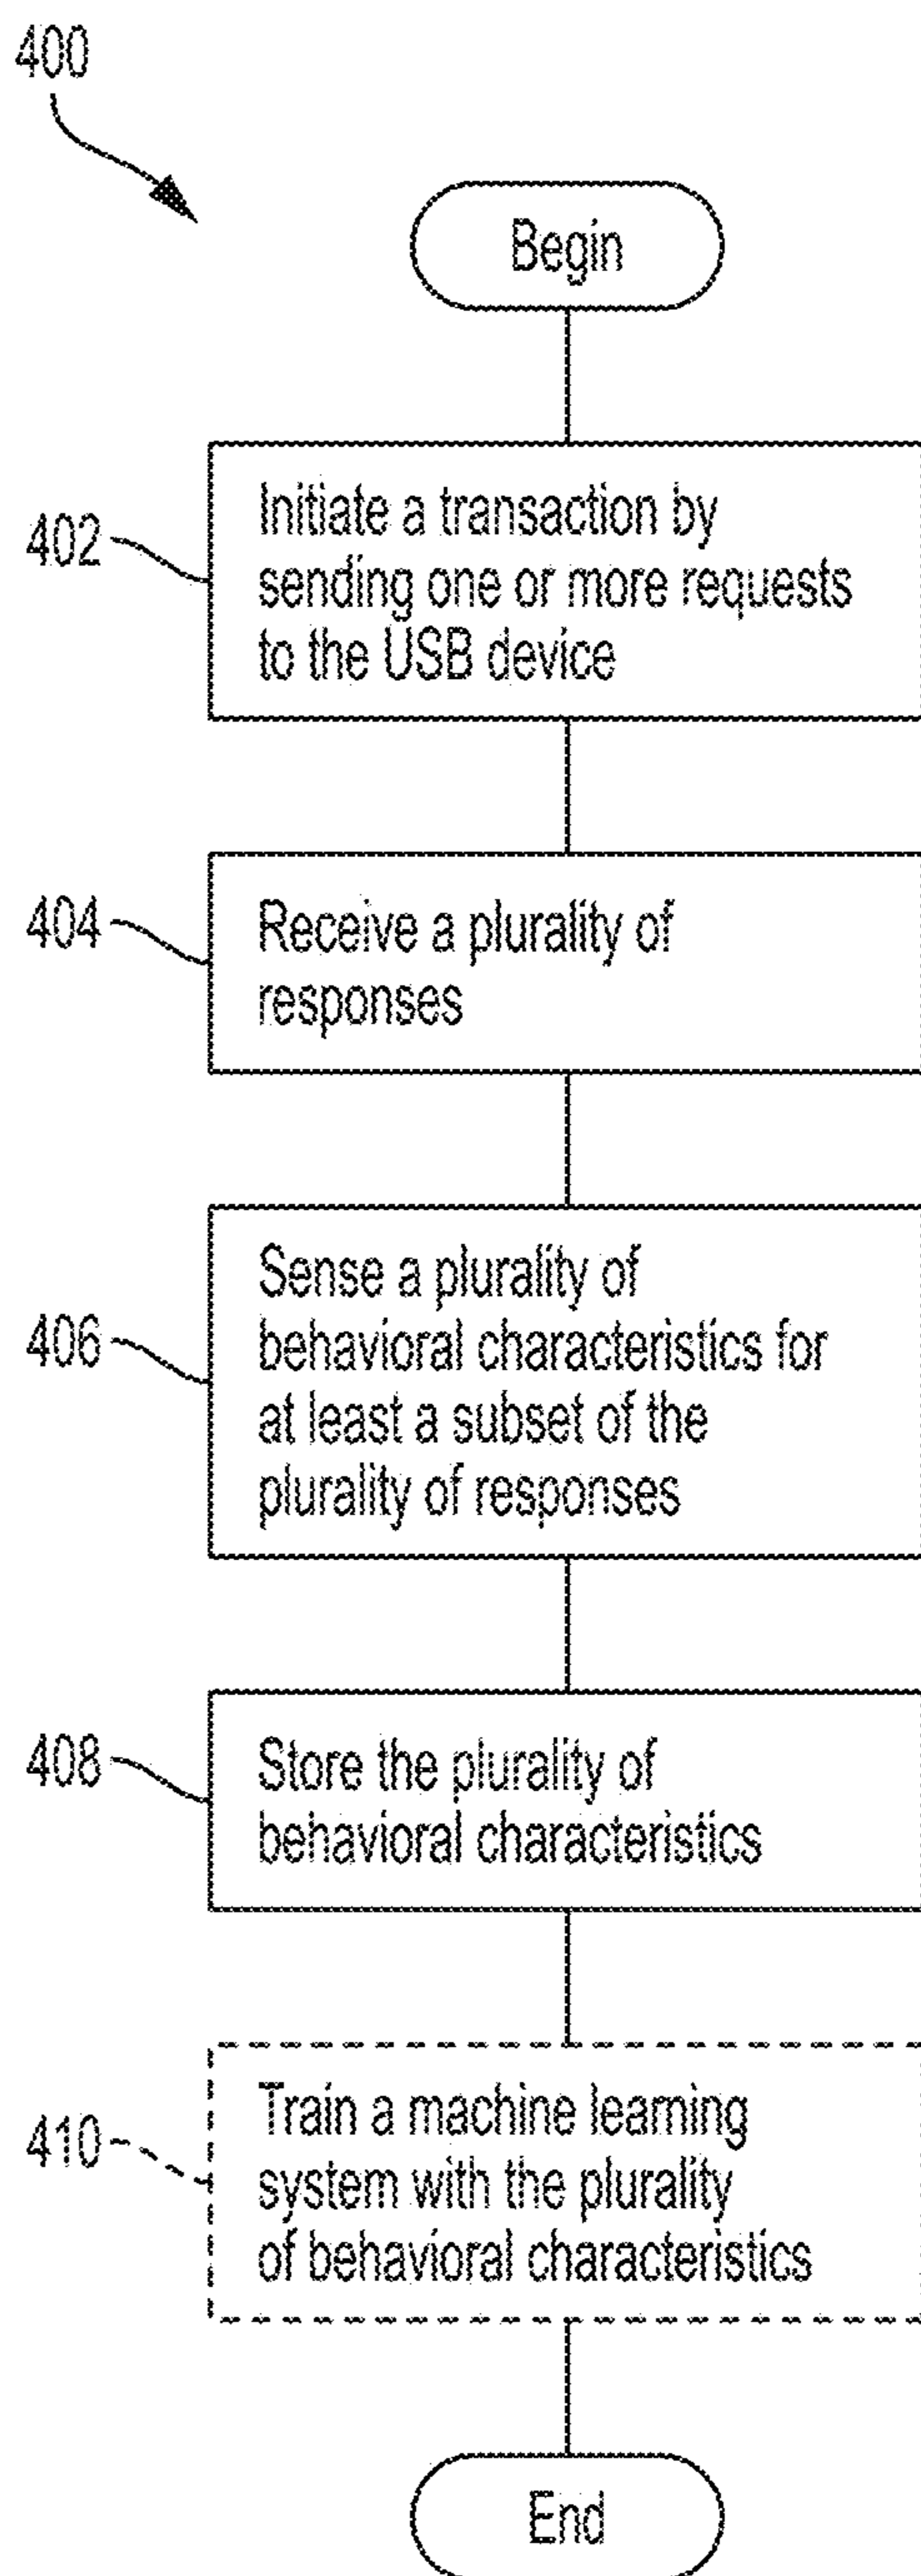 400
Begin
402
Initiate a transaction by
sending one or more requests
to the USB device
404
Receive a plurality of
responses
406
Sense a plurality of
behavioral characteristics for
at least a subset of the
plurality of responses
408
Store the plurality of
behavioral characteristics
410
Train a machine learning
system with the plurality
of behavioral characteristics
End